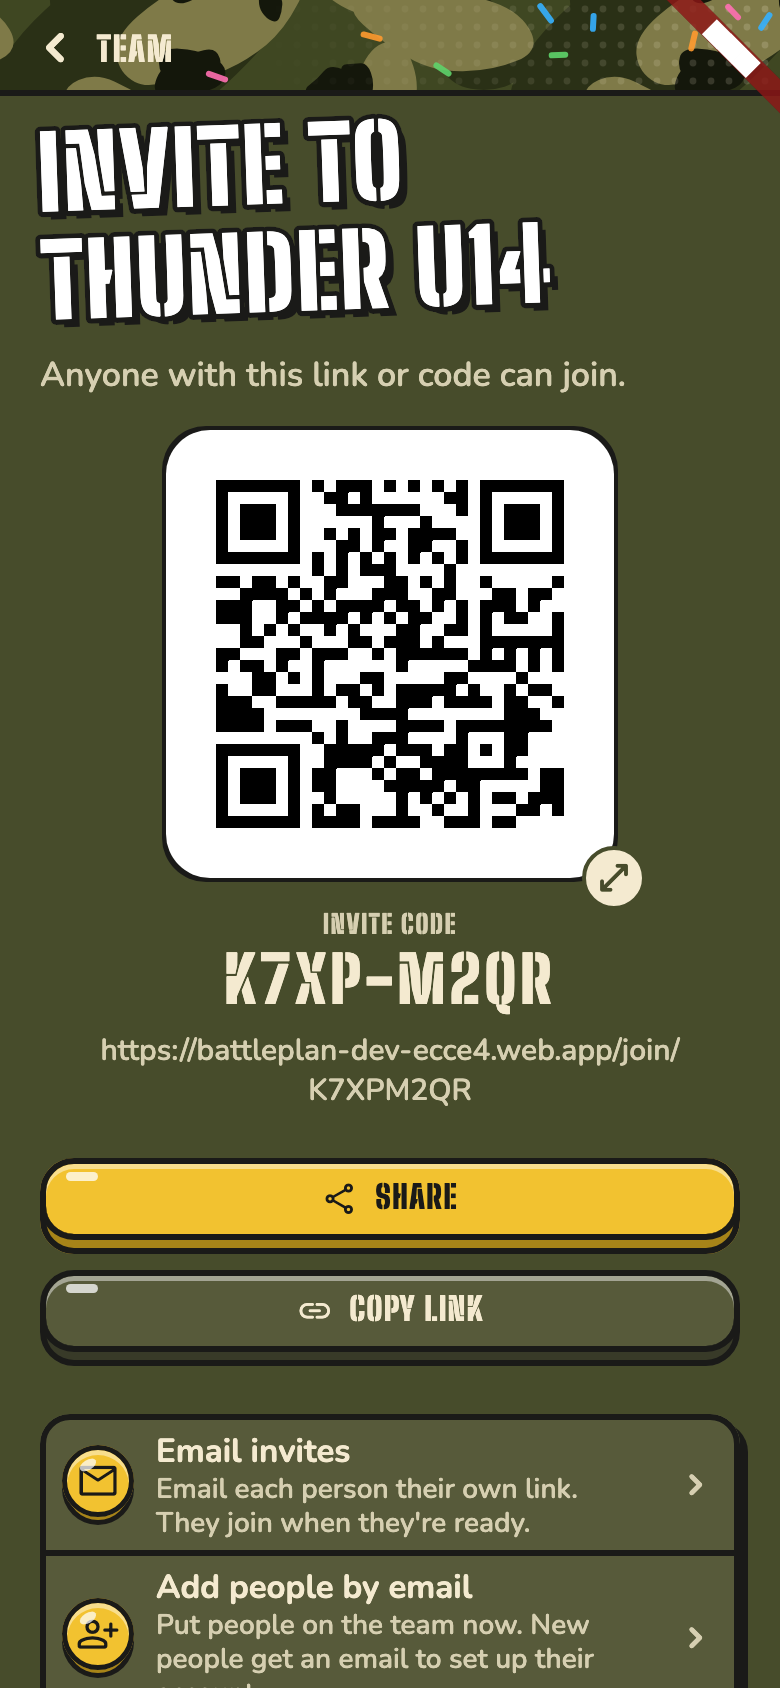 TEAM
INVITE TO
THUNDER U14
Anyone with this link or code can join.
INVITE CODE
K7XP-M2QR
https://battleplan-dev-ecce4.web.app/join/
K7XPM2QR
SHARE
COPY LINK
Email invites
Email each person their own link.
They join when they're ready.
Add people by email
Put people on the team now. New
people get an email to set up their